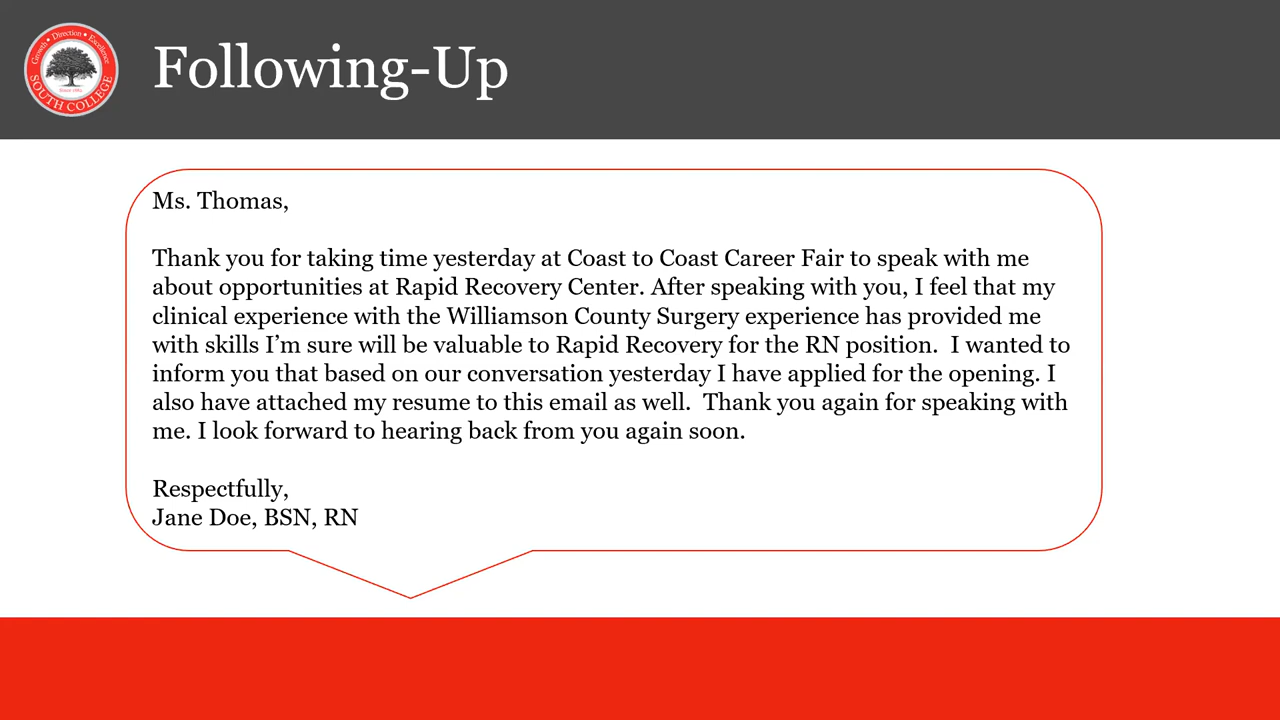 Growth • Direction • Excellence
Since 1882
SOUTH COLLEGE
Following-Up
Ms. Thomas,
Thank you for taking time yesterday at Coast to Coast Career Fair to speak with me
about opportunities at Rapid Recovery Center. After speaking with you, I feel that my
clinical experience with the Williamson County Surgery experience has provided me
with skills I’m sure will be valuable to Rapid Recovery for the RN position.  I wanted to
inform you that based on our conversation yesterday I have applied for the opening. I
also have attached my resume to this email as well.  Thank you again for speaking with
me. I look forward to hearing back from you again soon.
Respectfully,
Jane Doe, BSN, RN